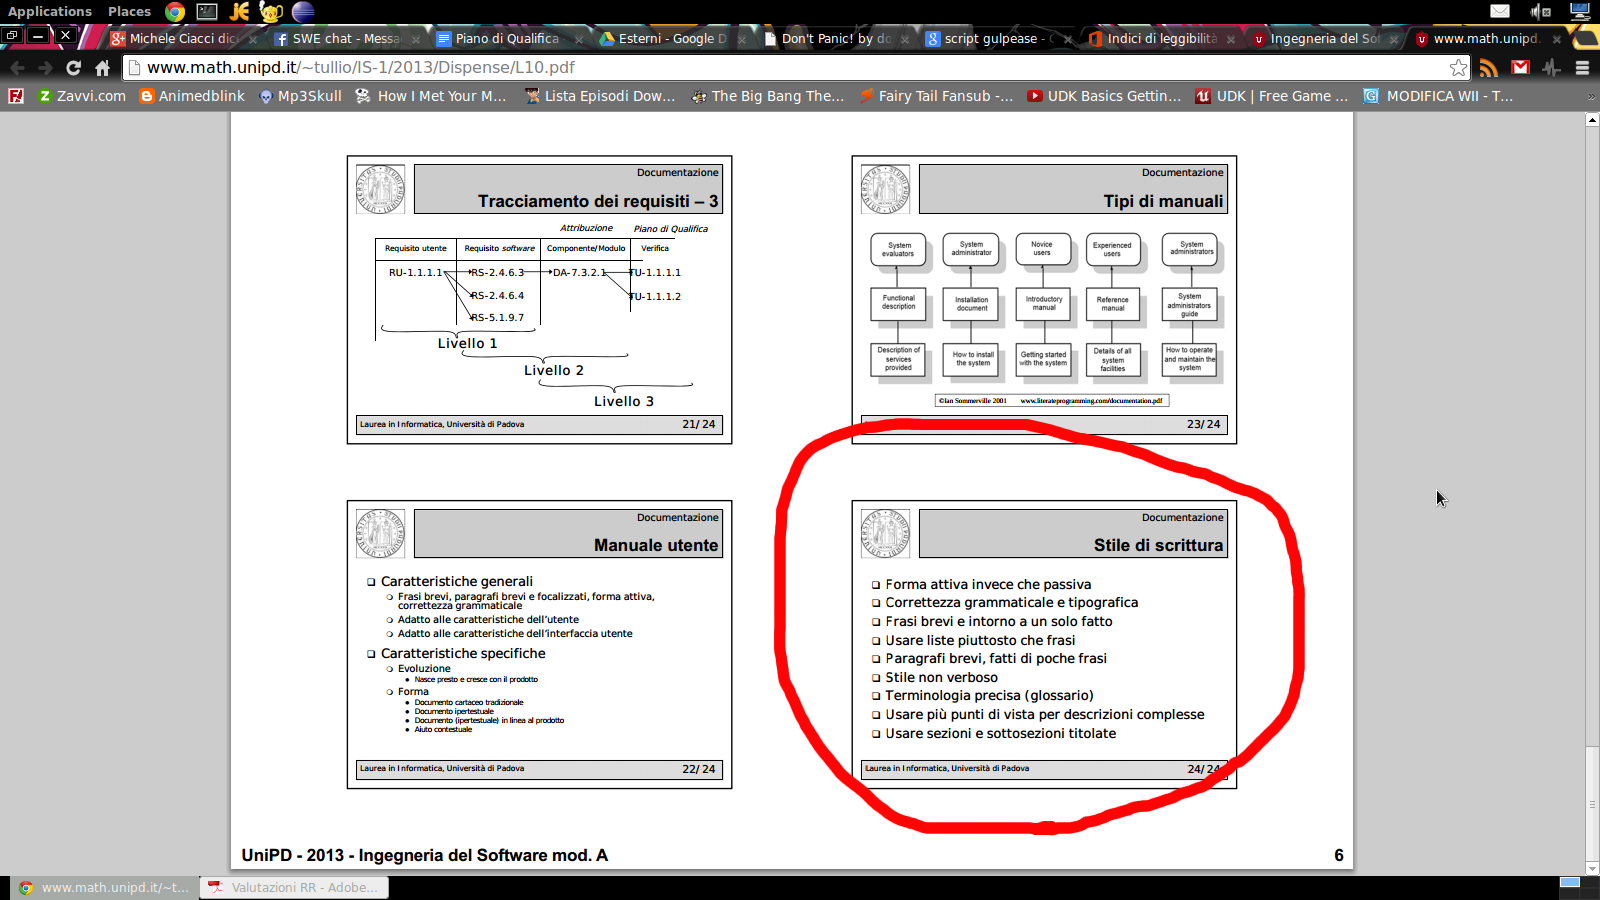 Applications Places
Michele Ciacci dic
SWE chat - Messa
Piano di Qualifica
Esterni - Google D
Don't Panic! by do
script gulpease -
Indici di leggibilità
Ingegneria del Sof
www.math.unipd.
www.math.unipd.it/~tullio/IS-1/2013/Dispense/L10.pdf
Zavvi.com Animedblink Mp3Skull How I Met Your M... Lista Episodi Dow... The Big Bang The... Fairy Tail Fansub -... UDK Basics Gettin... UDK | Free Game ... MODIFICA WII - T... »
Documentazione
Tracciamento dei requisiti – 3
Attribuzione Piano di Qualifica
Requisito utente Requisito software Componente/Modulo Verifica
RU-1.1.1.1 RS-2.4.6.3 DA-7.3.2.1 TU-1.1.1.1
RS-2.4.6.4 TU-1.1.1.2
RS-5.1.9.7
Livello 1
Livello 2
Livello 3
Laurea in Informatica, Università di Padova 21/24
Documentazione
Tipi di manuali
System evaluators
System administrator
Novice users
Experienced users
System administrators
Functional description
Installation document
Introductory manual
Reference manual
System administrators guide
Description of services provided
How to install the system
Getting started with the system
Details of all system facilities
How to operate and maintain the system
©Ian Sommerville 2001 www.literateprogramming.com/documentation.pdf
23/24
Documentazione
Manuale utente
Caratteristiche generali
Frasi brevi, paragrafi brevi e focalizzati, forma attiva,
correttezza grammaticale
Adatto alle caratteristiche dell'utente
Adatto alle caratteristiche dell'interfaccia utente
Caratteristiche specifiche
Evoluzione
Nasce presto e cresce con il prodotto
Forma
Documento cartaceo tradizionale
Documento ipertestuale
Documento (ipertestuale) in linea al prodotto
Aiuto contestuale
Laurea in Informatica, Università di Padova 22/24
Documentazione
Stile di scrittura
Forma attiva invece che passiva
Correttezza grammaticale e tipografica
Frasi brevi e intorno a un solo fatto
Usare liste piuttosto che frasi
Paragrafi brevi, fatti di poche frasi
Stile non verboso
Terminologia precisa (glossario)
Usare più punti di vista per descrizioni complesse
Usare sezioni e sottosezioni titolate
Laurea in Informatica, Università di Padova 24/24
UniPD - 2013 - Ingegneria del Software mod. A 6
www.math.unipd.it/~t... Valutazioni RR - Adobe...